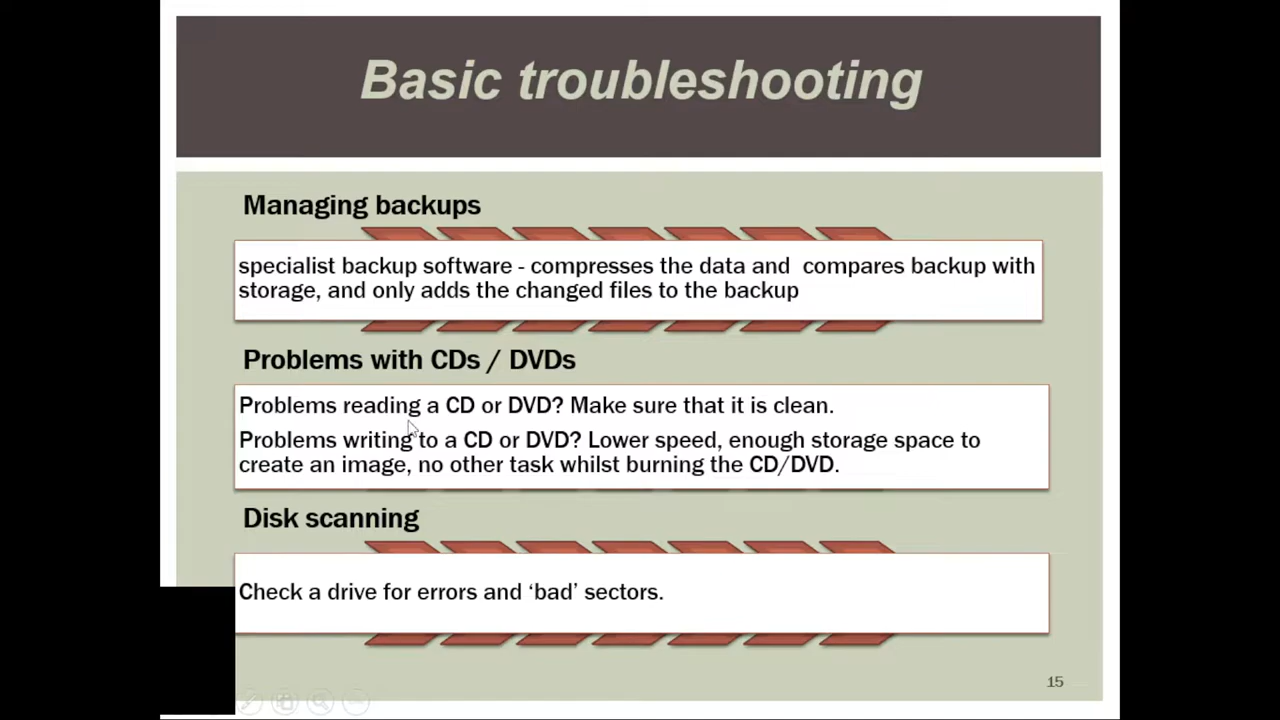 Basic troubleshooting
Managing backups
specialist backup software - compresses the data and  compares backup with
storage, and only adds the changed files to the backup
Problems with CDs / DVDs
Problems reading a CD or DVD? Make sure that it is clean.
Problems writing to a CD or DVD? Lower speed, enough storage space to
create an image, no other task whilst burning the CD/DVD.
Disk scanning
Check a drive for errors and ‘bad’ sectors.
15